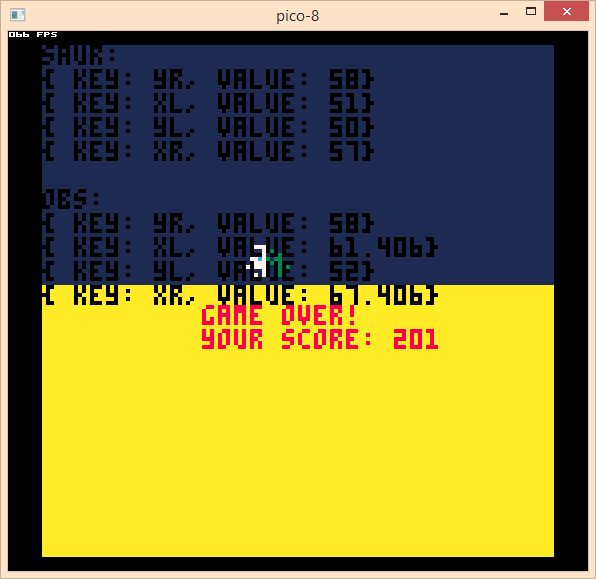 pico-8
066 FPS
SAUR:
{ KEY: YR, VALUE: 58}
{ KEY: XL, VALUE: 51}
{ KEY: YL, VALUE: 50}
{ KEY: XR, VALUE: 57}
OBS:
{ KEY: YR, VALUE: 58}
{ KEY: XL, VALUE: 61.406}
{ KEY: YL, VALUE: 52}
{ KEY: XR, VALUE: 67.406}
GAME OVER!
YOUR SCORE: 201